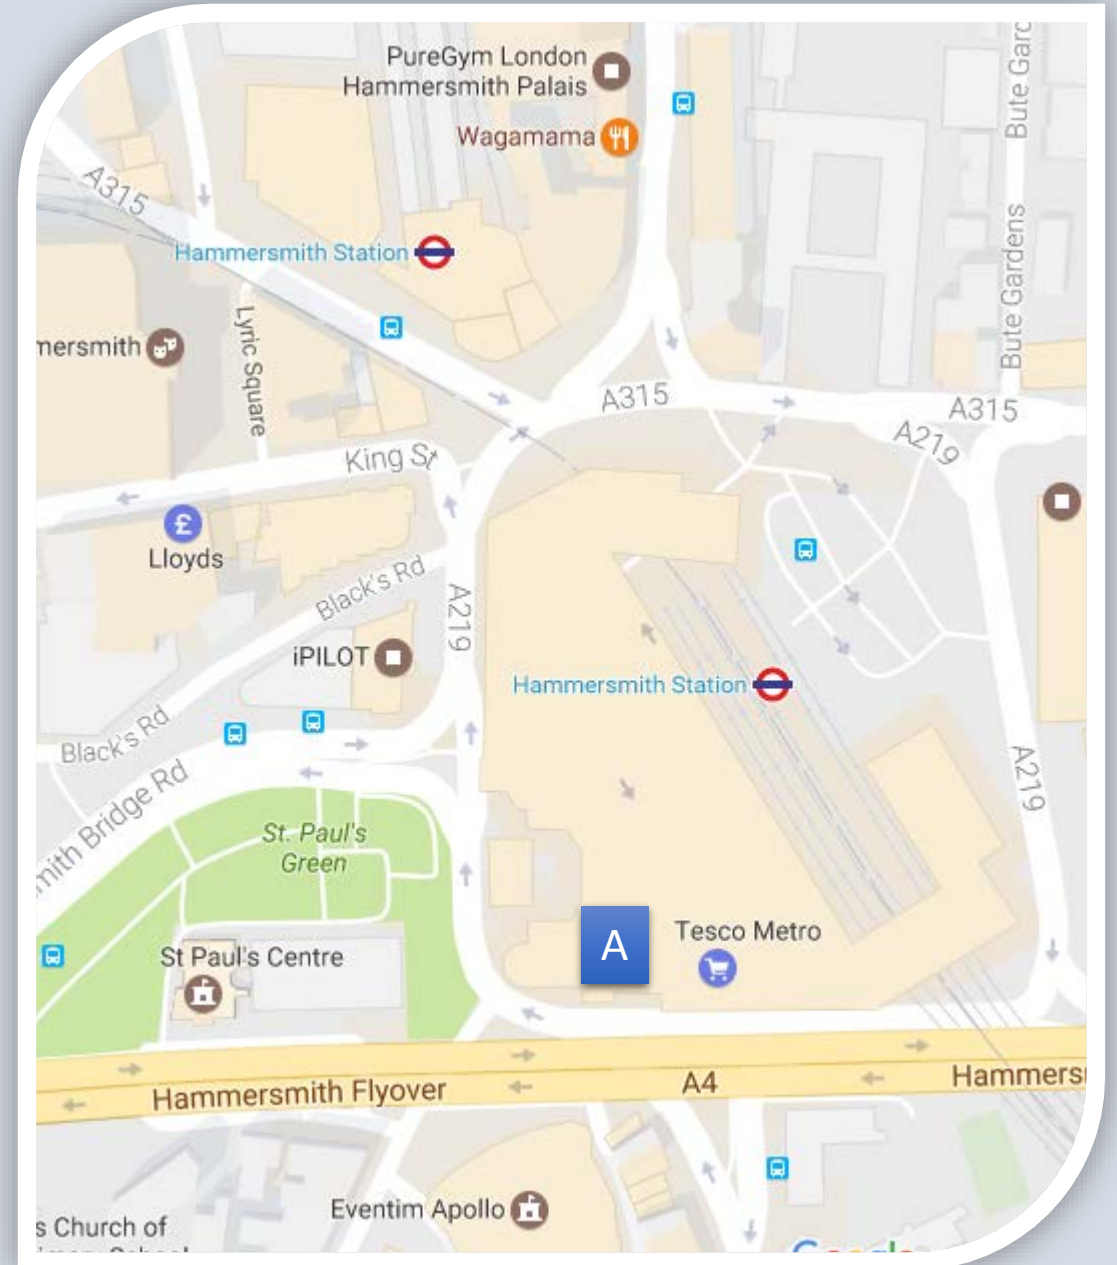 PureGym London
Hammersmith Palais
Bute Gard
Wagamama
A315
Hammersmith Station
Bute Gardens
mersmith
Lyric Square
A315
A315
A219
King St
£
Lloyds
Black's Rd
A219
iPILOT
Hammersmith Station
Black's Rd
A219
mith Bridge Rd
St. Paul's
Green
A
Tesco Metro
St Paul's Centre
Hammersmith Flyover
A4
Hammers
Eventim Apollo
s Church of